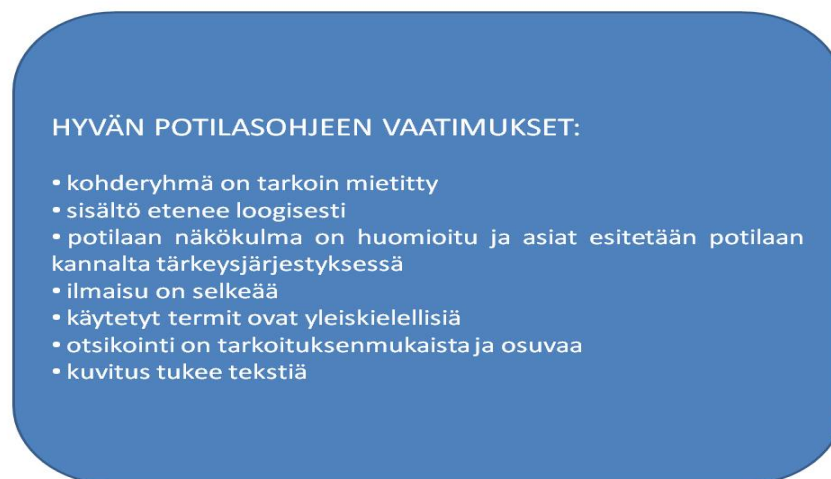 HYVÄN POTILASOHJEEN VAATIMUKSET:
• kohderyhmä on tarkoin mietitty
• sisältö etenee loogisesti
• potilaan näkökulma on huomioitu ja asiat esitetään potilaan
kannalta tärkeysjärjestyksessä
• ilmaisu on selkeää
• käytetyt termit ovat yleiskielellisiä
• otsikointi on tarkoituksenmukaista ja osuvaa
• kuvitus tukee tekstiä